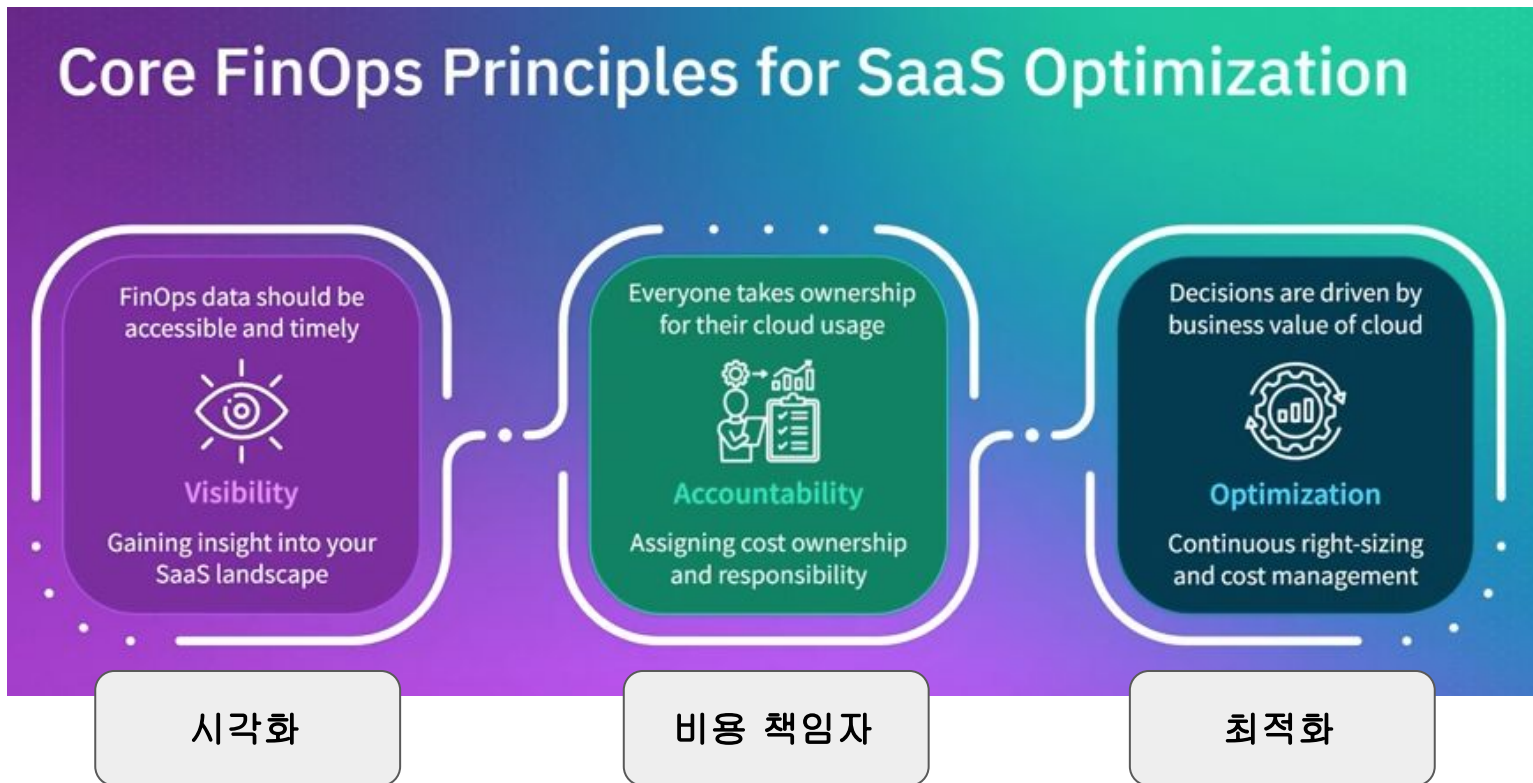 Core FinOps Principles for SaaS Optimization
FinOps data should be
accessible and timely
Visibility
Gaining insight into your
SaaS landscape
Everyone takes ownership
for their cloud usage
Accountability
Assigning cost ownership
and responsibility
Decisions are driven by
business value of cloud
Optimization
Continuous right-sizing
and cost management
시각화
비용 책임자
최적화